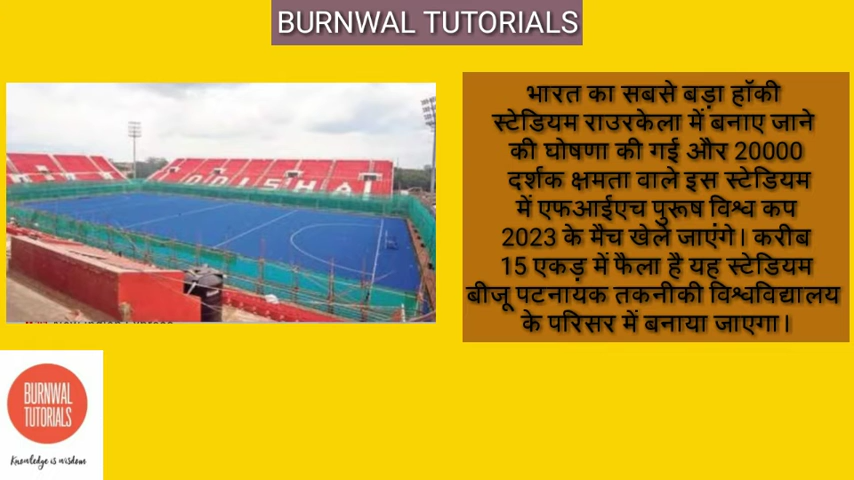 BURNWAL TUTORIALS
ODISHA
भारत का सबसे बड़ा हॉकी
स्टेडियम राउरकेला में बनाए जाने
की घोषणा की गई और 20000
दर्शक क्षमता वाले इस स्टेडियम
में एफआईएच पुरूष विश्व कप
2023 के मैच खेले जाएंगे। करीब
15 एकड़ में फैला है यह स्टेडियम
बीजू पटनायक तकनीकी विश्वविद्यालय
के परिसर में बनाया जाएगा।
BURNWAL
TUTORIALS
Knowledge is wisdom